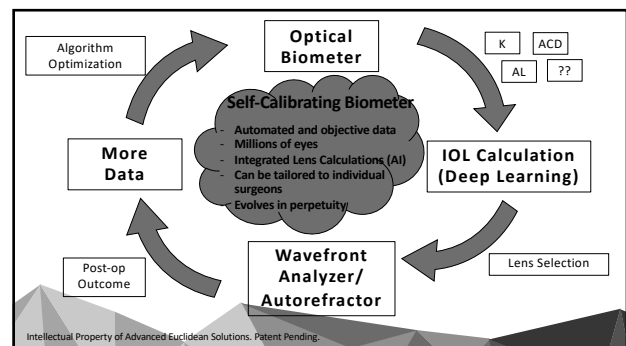 Algorithm
Optimization
Optical
Biometer
K
ACD
AL
??
Self-Calibrating Biometer
- Automated and objective data
- Millions of eyes
- Integrated Lens Calculations (AI)
- Can be tailored to individual
surgeons
- Evolves in perpetuity
More
Data
IOL Calculation
(Deep Learning)
Wavefront
Analyzer/
Autorefractor
Post-op
Outcome
Lens Selection
Intellectual Property of Advanced Euclidean Solutions. Patent Pending.